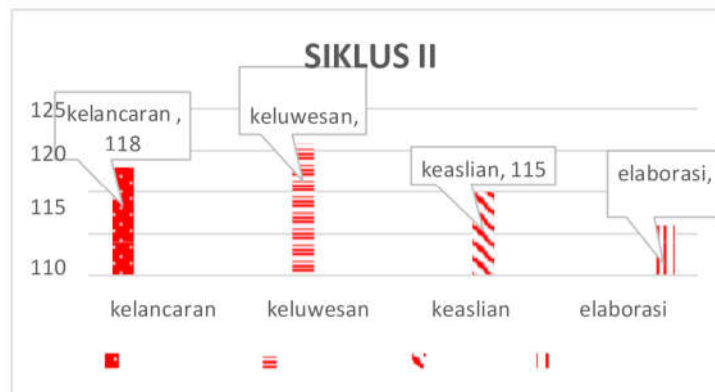 SIKLUS II
125
kelancaran ,
118
keluwesan,
120
keaslian, 115
elaborasi,
115
110
kelancaran
keluwesan
keaslian
elaborasi